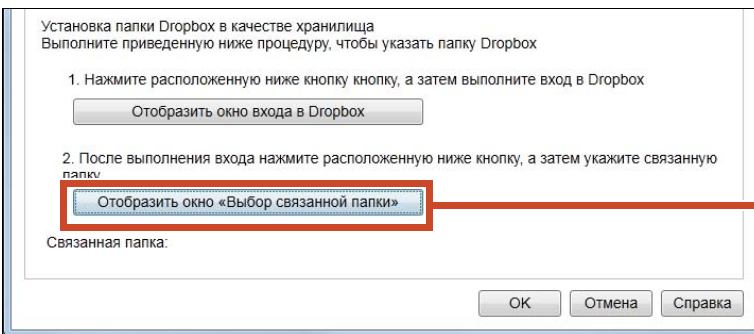 Установка папки Dropbox в качестве хранилища
Выполните приведенную ниже процедуру, чтобы указать папку Dropbox
1. Нажмите расположенную ниже кнопку кнопку, а затем выполните вход в Dropbox
Отобразить окно входа в Dropbox
2. После выполнения входа нажмите расположенную ниже кнопку, а затем укажите связанную
папку
Отобразить окно «Выбор связанной папки»
Связанная папка:
OK Отмена Справка